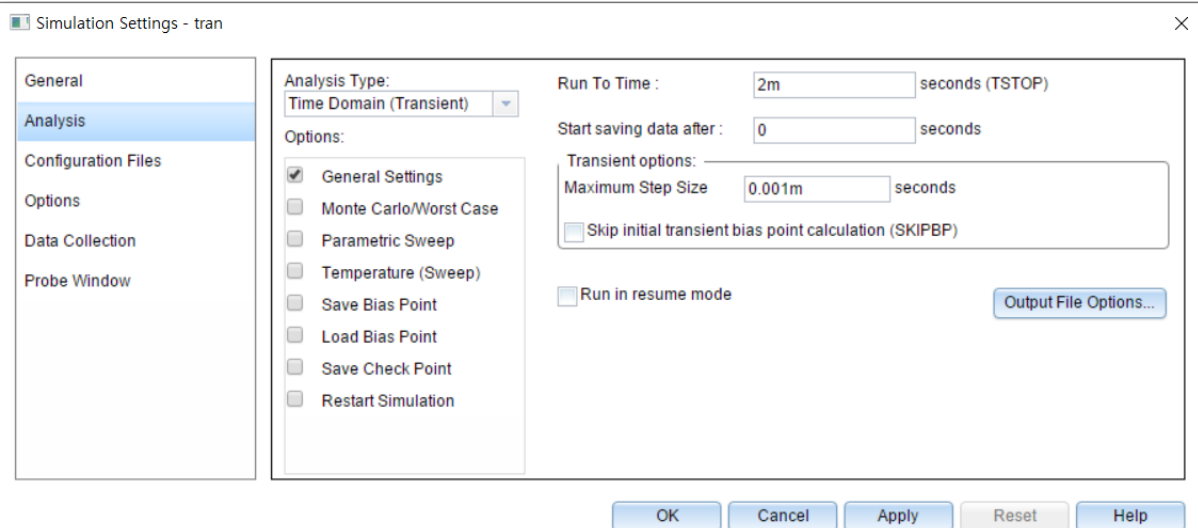 Simulation Settings - tran
General
Analysis
Configuration Files
Options
Data Collection
Probe Window
Analysis Type:
Time Domain (Transient)
Options:
General Settings
Monte Carlo/Worst Case
Parametric Sweep
Temperature (Sweep)
Save Bias Point
Load Bias Point
Save Check Point
Restart Simulation
Run To Time : 2m seconds (TSTOP)
Start saving data after : 0 seconds
Transient options:
Maximum Step Size 0.001m seconds
Skip initial transient bias point calculation (SKIPBP)
Run in resume mode
Output File Options...
OK Cancel Apply Reset Help